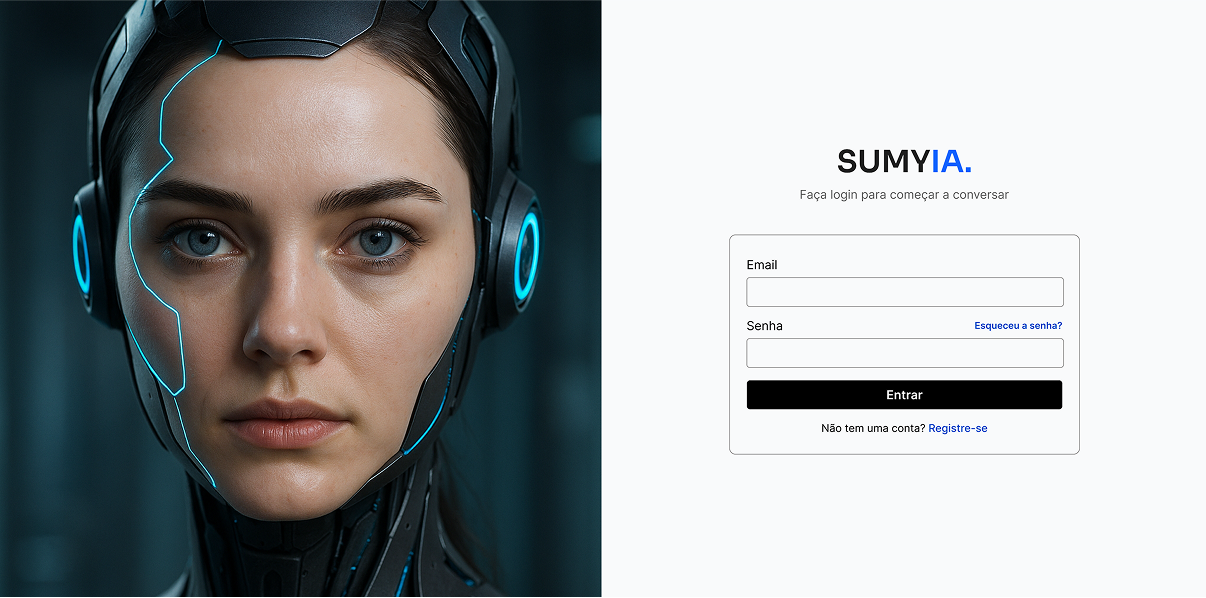 SUMYIA.
Faça login para começar a conversar
Email
Senha
Esqueceu a senha?
Entrar
Não tem uma conta? Registre-se